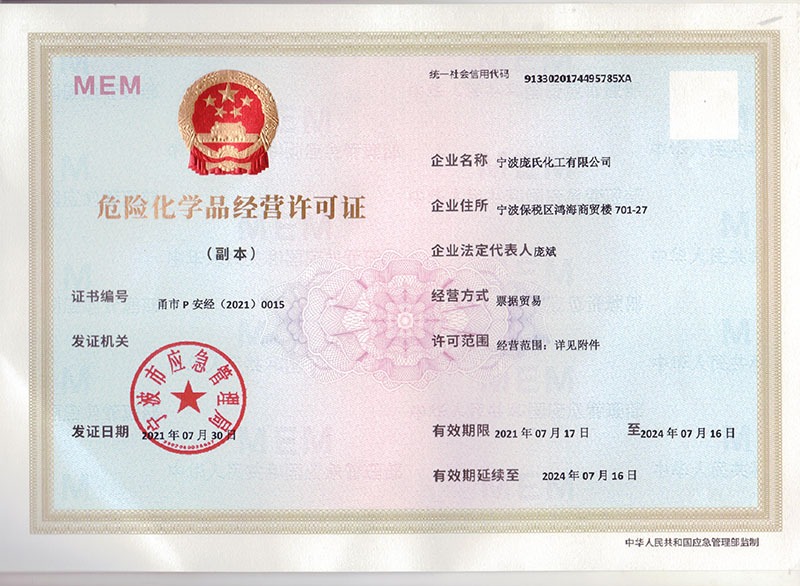 MEM
危险化学品经营许可证
（副本）
证书编号 甬市 P 安经（2021）0015
发证机关
宁波市应急管理局
发证日期 2021 年 07 月 30 日
统一社会信用代码 9133020174495785XA
企业名称 宁波庞氏化工有限公司
企业住所 宁波保税区鸿海商贸楼 701-27
企业法定代表人 庞斌
经营方式 票据贸易
许可范围 经营范围：详见附件
有效期限 2021 年 07 月 17 日 至 2024 年 07 月 16 日
有效期延续至 2024 年 07 月 16 日
中华人民共和国应急管理部监制